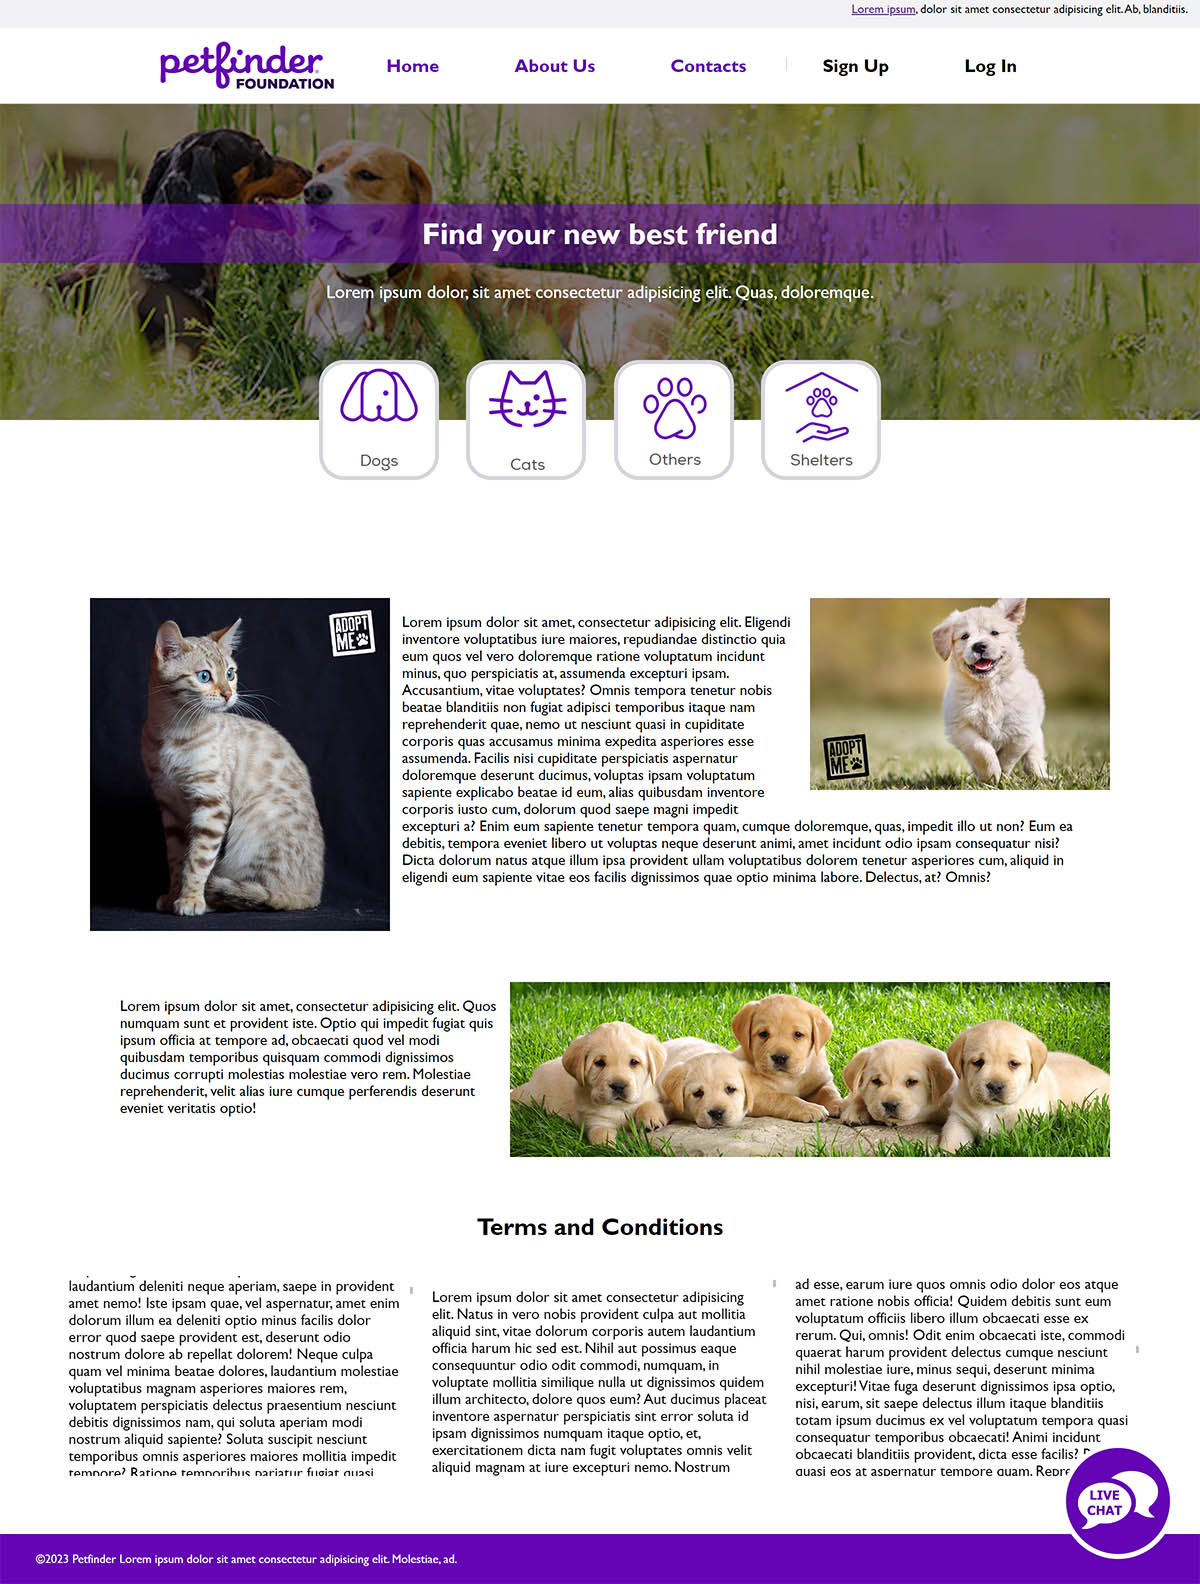 Lorem ipsum, dolor sit amet consectetur adipisicing elit. Ab, blanditiis.
petfinder
FOUNDATION
Home
About Us
Contacts
Sign Up
Log In
Find your new best friend
Lorem ipsum dolor, sit amet consectetur adipisicing elit. Quas, doloremque.
Dogs
Cats
Others
Shelters
ADOPT
ME
Lorem ipsum dolor sit amet, consectetur adipisicing elit. Eligendi
inventore voluptatibus iure maiores, repudiandae distinctio quia
eum quos vel vero doloremque ratione voluptatum incidunt
minus, quo perspiciatis at, assumenda excepturi ipsam.
Accusantium, vitae voluptates? Omnis tempora tenetur nobis
beatae blanditiis non fugiat adipisci temporibus itaque nam
reprehenderit quae, nemo ut nesciunt quasi in cupiditate
corporis quas accusamus minima expedita asperiores esse
assumenda. Facilis nisi cupiditate perspiciatis aspernatur
doloremque deserunt ducimus, voluptas ipsam voluptatum
sapiente explicabo beatae id eum, alias quibusdam inventore
corporis iusto cum, dolorum quod saepe magni impedit
excepturi a? Enim eum sapiente tenetur tempora quam, cumque doloremque, quas, impedit illo ut non? Eum ea
debitis, tempora eveniet libero ut voluptas neque deserunt animi, amet incidunt odio ipsam consequatur nisi?
Dicta dolorum natus atque illum ipsa provident ullam voluptatibus dolorem tenetur asperiores cum, aliquid in
eligendi eum sapiente vitae eos facilis dignissimos quae optio minima labore. Delectus, at? Omnis?
ADOPT
ME
Lorem ipsum dolor sit amet, consectetur adipisicing elit. Quos
numquam sunt et provident iste. Optio qui impedit fugiat quis
ipsum officia at tempore ad, obcaecati quod vel modi
quibusdam temporibus quisquam commodi dignissimos
ducimus corrupti molestias molestiae vero rem. Molestiae
reprehenderit, velit alias iure cumque perferendis deserunt
eveniet veritatis optio!
Terms and Conditions
laudantium deleniti neque aperiam, saepe in provident
amet nemo! Iste ipsam quae, vel aspernatur, amet enim
dolorum illum ea deleniti optio minus facilis dolor
error quod saepe provident est, deserunt odio
nostrum dolore ab repellat dolorem! Neque culpa
quam vel minima beatae dolores, laudantium molestiae
voluptatibus magnam asperiores maiores rem,
voluptatem perspiciatis delectus praesentium nesciunt
debitis dignissimos nam, qui soluta aperiam modi
nostrum aliquid sapiente? Soluta suscipit nesciunt
temporibus omnis asperiores maiores mollitia impedit
tempore? Ratione temporibus pariatur fugiat quasi
Lorem ipsum dolor sit amet consectetur adipisicing
elit. Natus in vero nobis provident culpa aut mollitia
aliquid sint, vitae dolorum corporis autem laudantium
officia harum hic sed est. Nihil aut possimus eaque
consequuntur odio odit commodi, numquam, in
voluptate mollitia similique nulla ut dignissimos quidem
illum architecto, dolore quos eum? Aut ducimus placeat
inventore aspernatur perspiciatis sint error soluta id
ipsam dignissimos numquam itaque optio, et,
exercitationem dicta nam fugit voluptates omnis velit
aliquid magnam at iure excepturi nemo. Nostrum
ad esse, earum iure quos omnis odio dolor eos atque
amet ratione nobis officia! Quidem debitis sunt eum
voluptatum officiis libero illum obcaecati esse ex
rerum. Qui, omnis! Odit enim obcaecati iste, commodi
quaerat harum provident delectus cumque nesciunt
nihil molestiae iure, minus sequi, deserunt minima
excepturi! Vitae fuga deserunt dignissimos ipsa optio,
nisi, earum, sit saepe delectus illum itaque blanditiis
totam ipsum ducimus ex vel voluptatum tempora quasi
consequatur temporibus obcaecati! Animi incidunt
obcaecati blanditiis provident, dicta esse facilis?
quasi eos at aspernatur tempore quam.
LIVE
CHAT
©2023 Petfinder Lorem ipsum dolor sit amet consectetur adipisicing elit. Molestiae, ad.